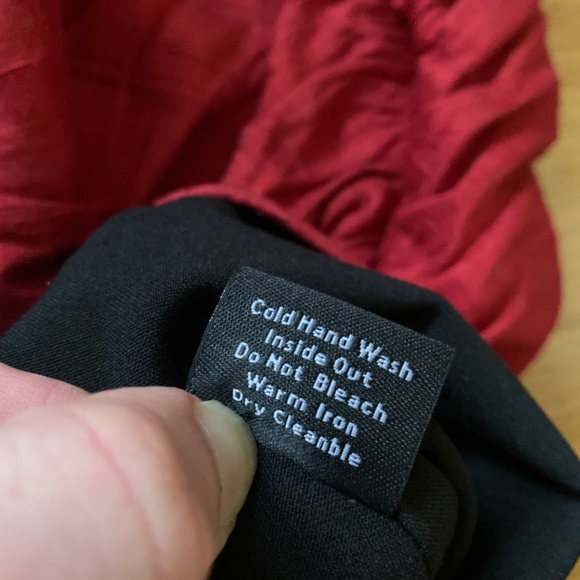 Cold Hand Wash
Inside Out
Do Not Bleach
Warm Iron
Dry Cleanble